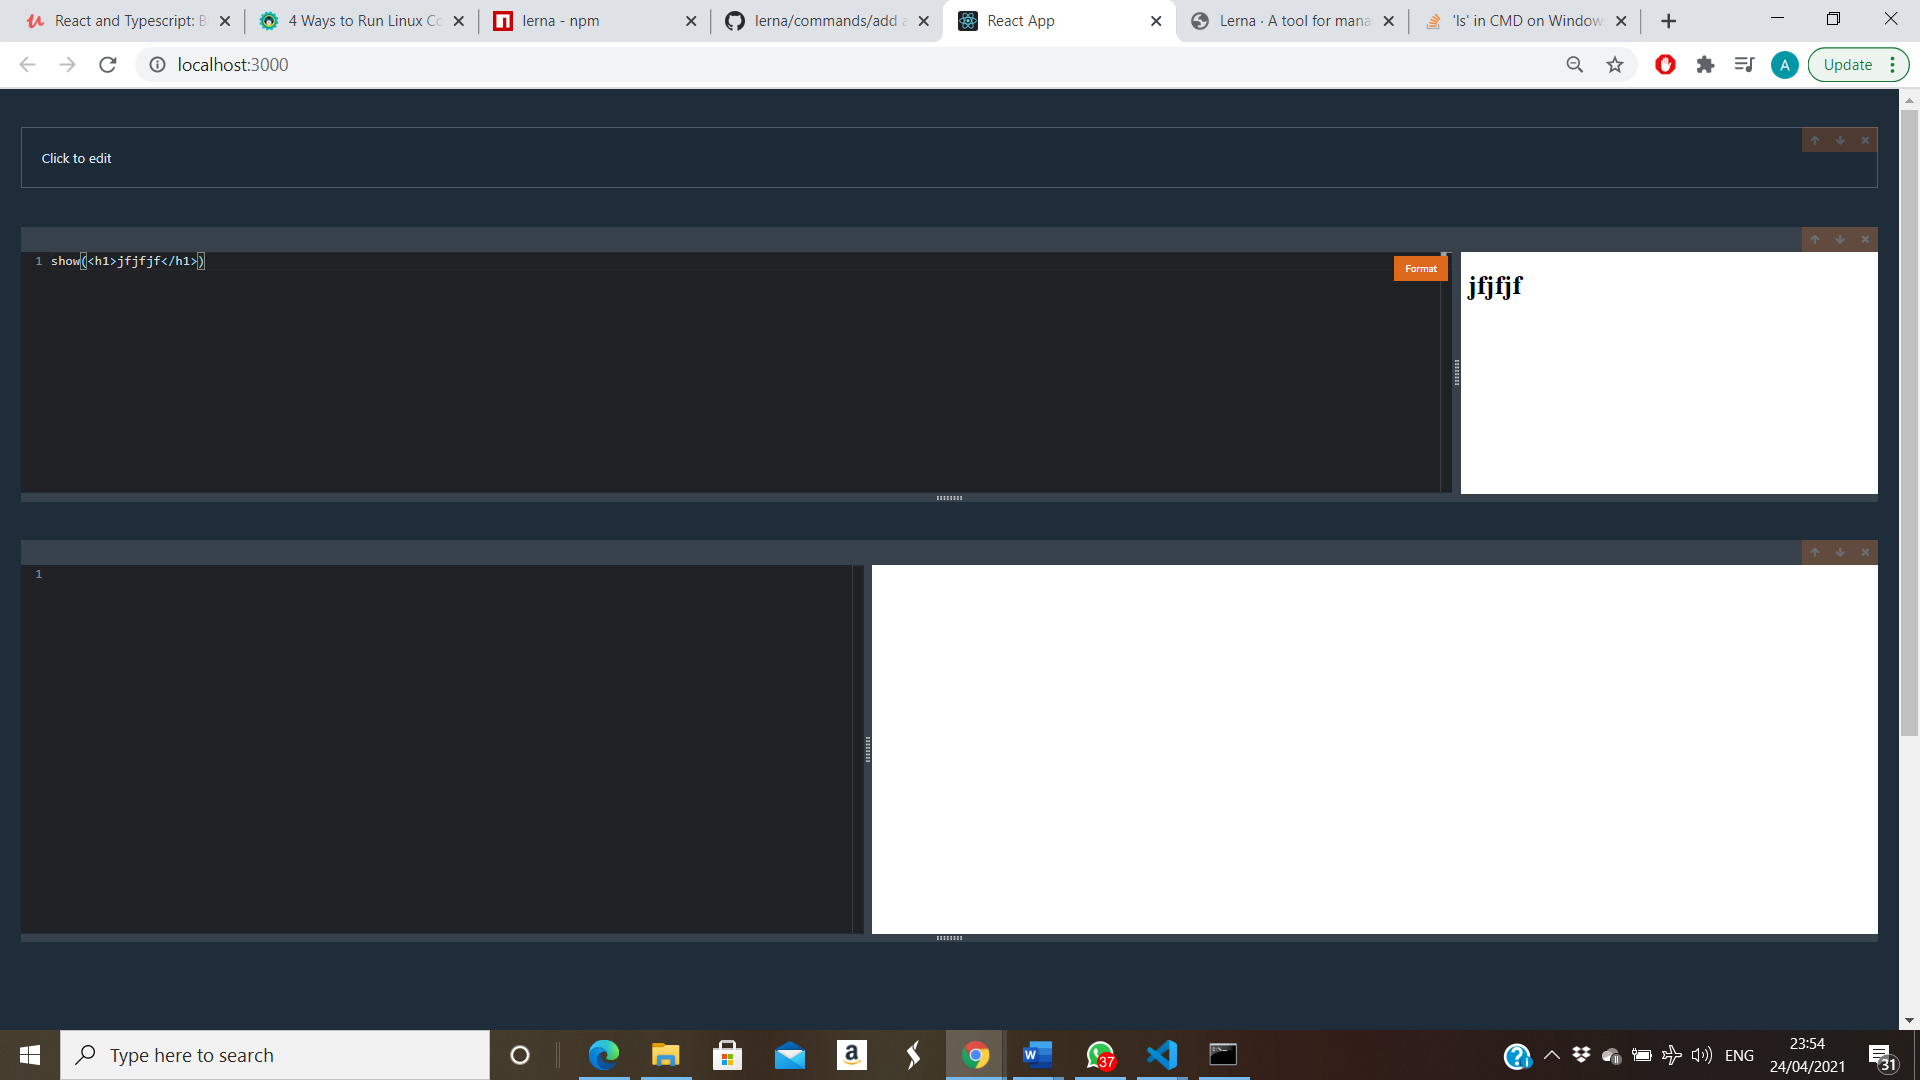 React and Typescript: B
4 Ways to Run Linux Co
lerna - npm
lerna/commands/add a
React App
Lerna · A tool for mana
'ls' in CMD on Window
localhost:3000
A
Update
Click to edit
1 show(<h1>jfjfjf</h1>)
Format
jfjfjf
1
Type here to search
a
W
37
ENG
23:54
24/04/2021
31